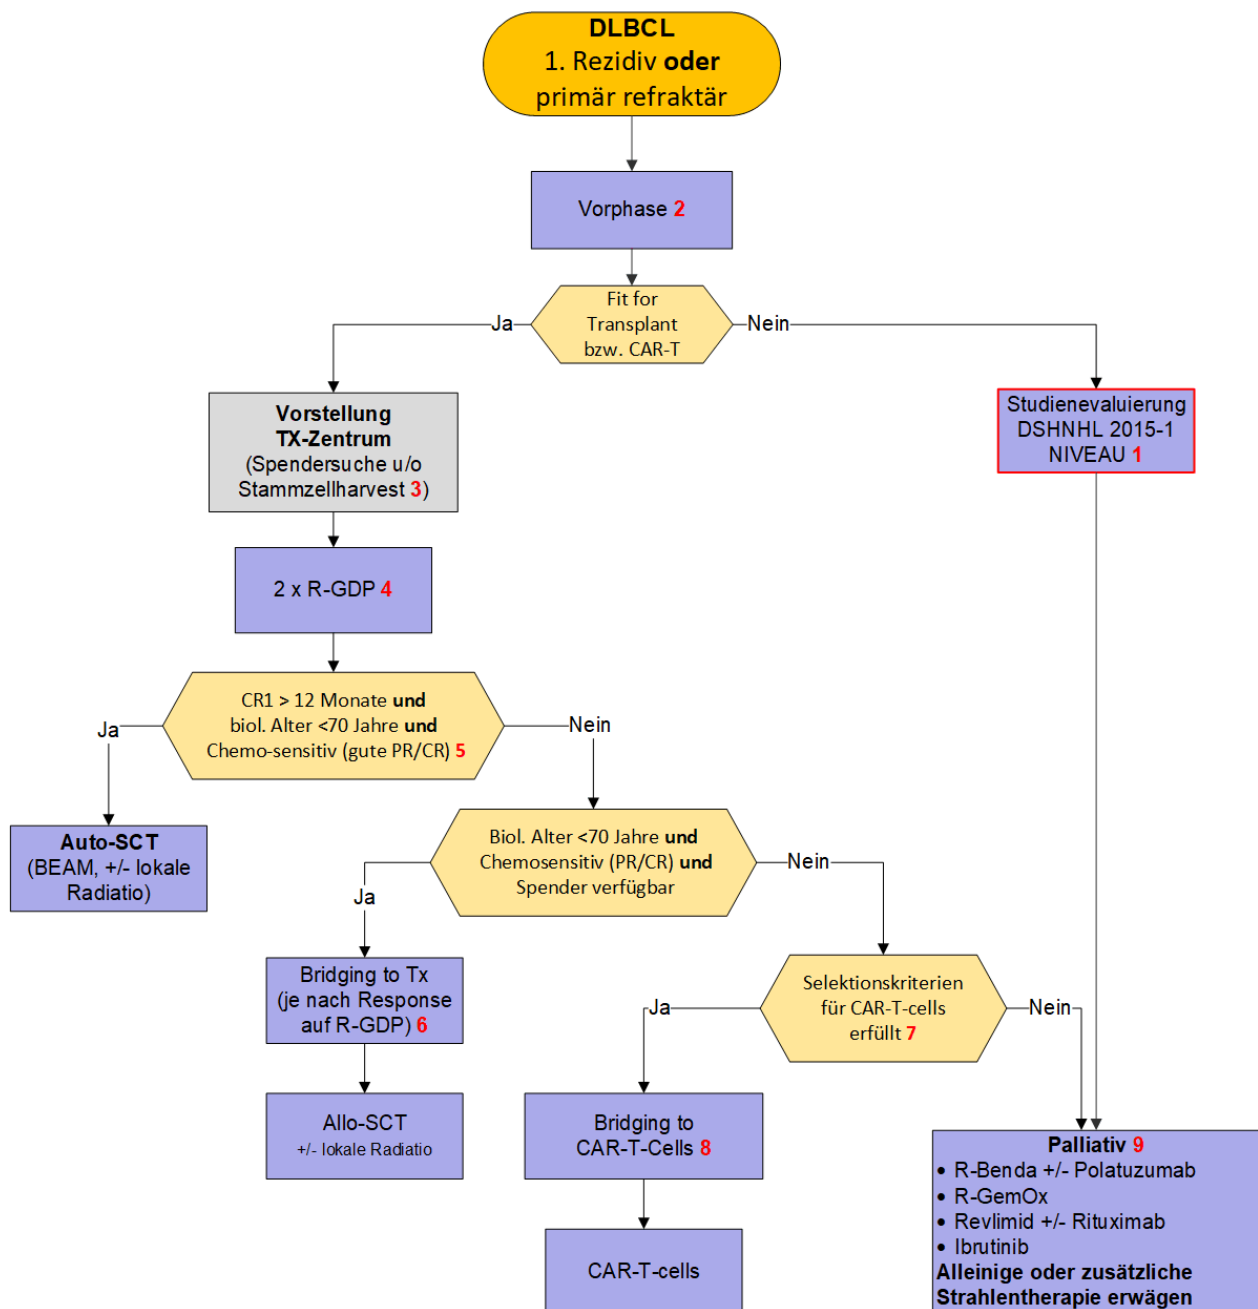 DLBCL
1. Rezidiv oder
primär refraktär
Vorphase 2
Fit for
Transplant
bzw. CAR-T
Ja
Nein
Vorstellung
TX-Zentrum
(Spendersuche u/o
Stammzellharvest 3)
Studienevaluierung
DSHNHL 2015-1
NIVEAU 1
2 x R-GDP 4
CR1 > 12 Monate und
biol. Alter <70 Jahre und
Chemo-sensitiv (gute PR/CR) 5
Ja
Nein
Auto-SCT
(BEAM, +/- lokale
Radiatio)
Biol. Alter <70 Jahre und
Chemosensitiv (PR/CR) und
Spender verfügbar
Ja
Nein
Bridging to Tx
(je nach Response
auf R-GDP) 6
Selektionskriterien
für CAR-T-cells
erfüllt 7
Ja
Nein
Allo-SCT
+/- lokale Radiatio
Bridging to
CAR-T-Cells 8
CAR-T-cells
Palliativ 9
• R-Benda +/- Polatuzumab
• R-GemOx
• Revlimid +/- Rituximab
• Ibrutinib
Alleinige oder zusätzliche
Strahlentherapie erwägen